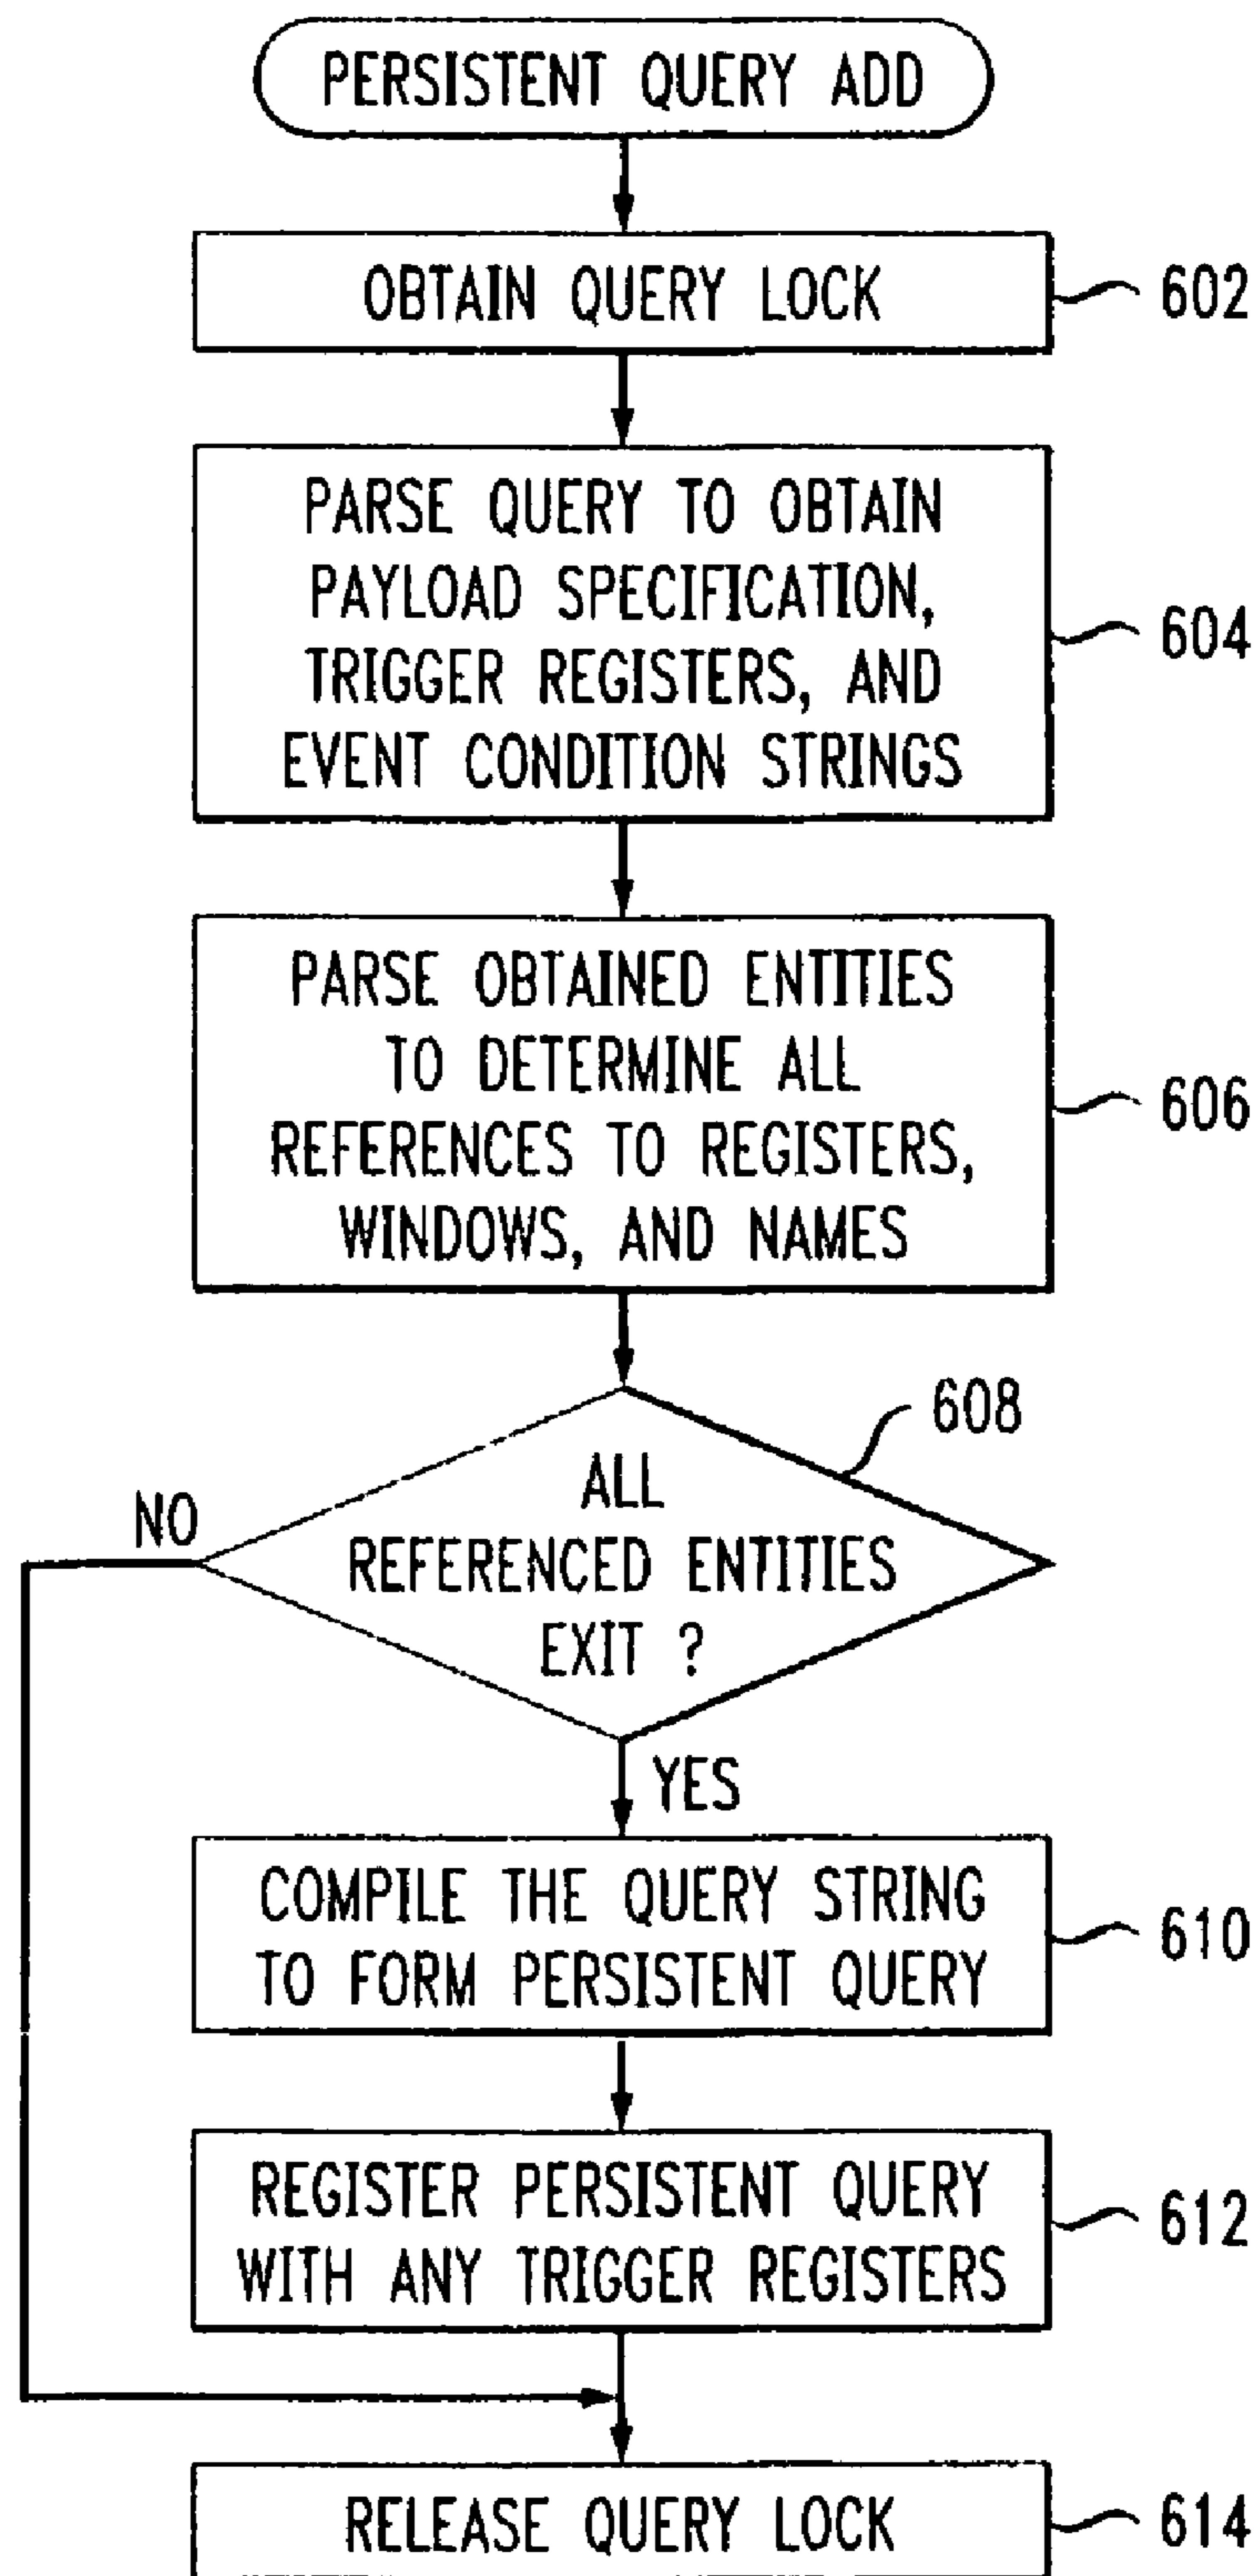 PERSISTENT QUERY ADD
OBTAIN QUERY LOCK
602
PARSE QUERY TO OBTAIN
PAYLOAD SPECIFICATION,
TRIGGER REGISTERS, AND
EVENT CONDITION STRINGS
604
PARSE OBTAINED ENTITIES
TO DETERMINE ALL
REFERENCES TO REGISTERS,
WINDOWS, AND NAMES
606
608
ALL
REFERENCED ENTITIES
EXIT ?
NO
YES
COMPILE THE QUERY STRING
TO FORM PERSISTENT QUERY
610
REGISTER PERSISTENT QUERY
WITH ANY TRIGGER REGISTERS
612
RELEASE QUERY LOCK
614